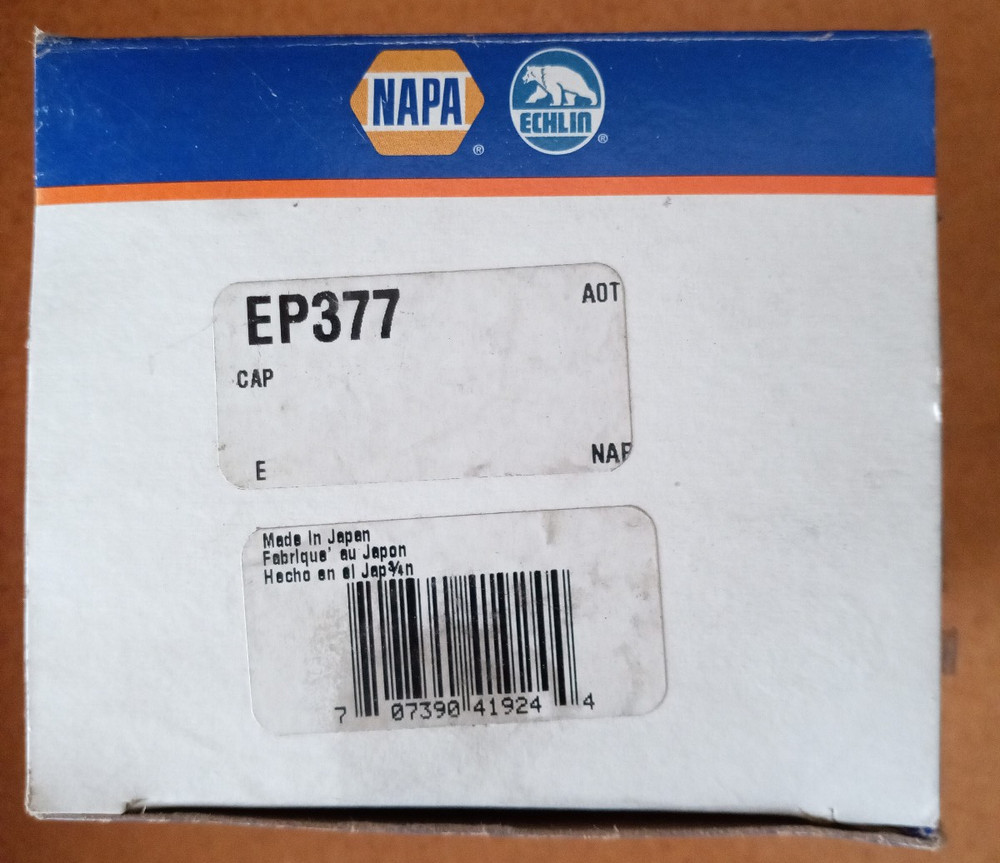 NAPA ®
ECHLIN ®
EP377
AOT
CAP
E
NAF
Made in Japan
Fabrique' au Japon
Hecho en el Jap¾n
7 07390 41924 4